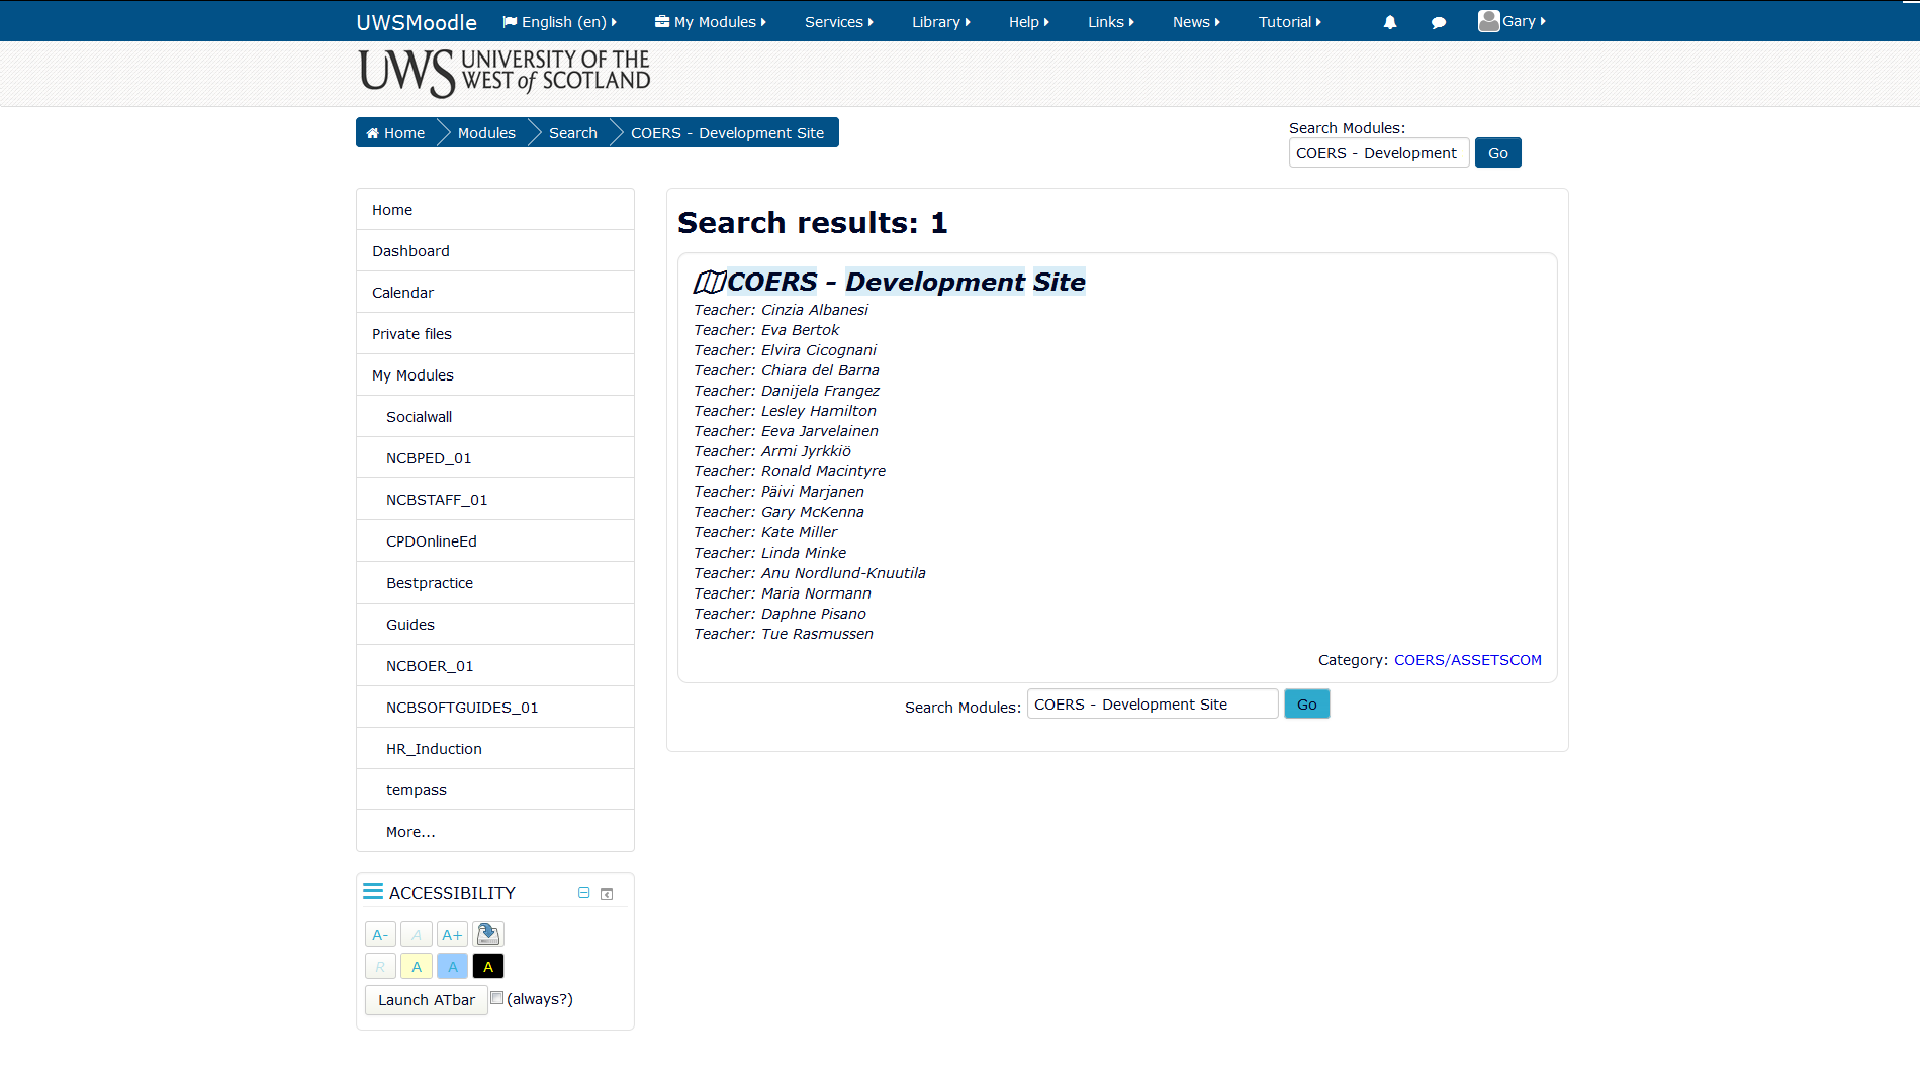 UWSMoodle English (en) My Modules Services Library Help Links News Tutorial Gary
UWS UNIVERSITY OF THE
WEST of SCOTLAND
Home Modules Search COERS - Development Site
Search Modules:
COERS - Development Go
Home
Dashboard
Calendar
Private files
My Modules
Socialwall
NCBPED_01
NCBSTAFF_01
CPDOnlineEd
Bestpractice
Guides
NCBOER_01
NCBSOFTGUIDES_01
HR_Induction
tempass
More...
ACCESSIBILITY
A- A A+
R A A A
Launch ATbar (always?)
Search results: 1
COERS - Development Site
Teacher: Cinzia Albanesi
Teacher: Eva Bertok
Teacher: Elvira Cicognani
Teacher: Chiara del Barna
Teacher: Danijela Frangez
Teacher: Lesley Hamilton
Teacher: Eeva Jarvelainen
Teacher: Armi Jyrkkiö
Teacher: Ronald Macintyre
Teacher: Päivi Marjanen
Teacher: Gary McKenna
Teacher: Kate Miller
Teacher: Linda Minke
Teacher: Anu Nordlund-Knuutila
Teacher: Maria Normann
Teacher: Daphne Pisano
Teacher: Tue Rasmussen
Category: COERS/ASSETSCOM
Search Modules: COERS - Development Site Go